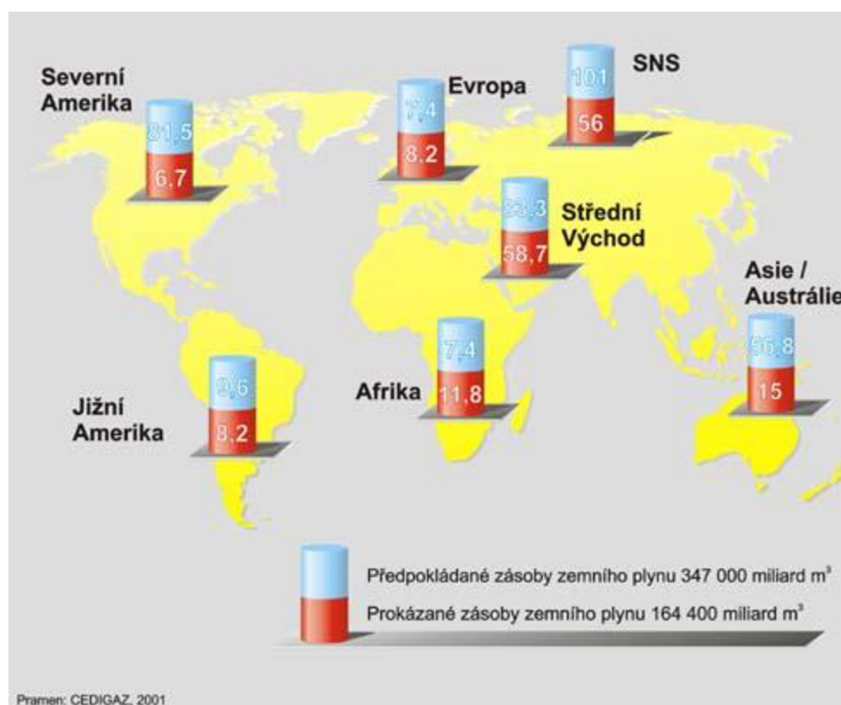 Severní
Amerika
81,5
6,7
Evropa
7,4
8,2
SNS
101
56
Střední
Východ
83,3
58,7
Asie /
Austrálie
56,8
15
Afrika
7,4
11,8
Jižní
Amerika
9,6
8,2
Předpokládané zásoby zemního plynu 347 000 miliard m³
Prokázané zásoby zemního plynu 164 400 miliard m³
Pramen: CEDIGAZ, 2001